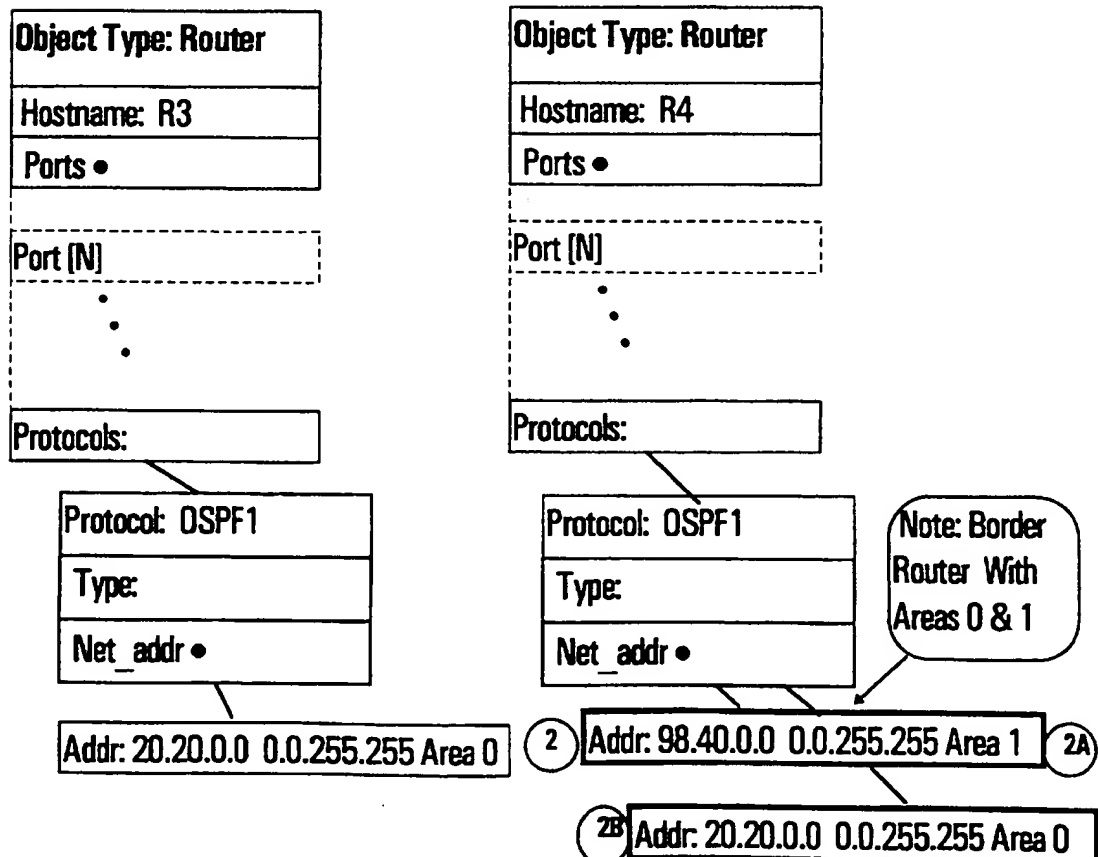 Object Type: Router
Hostname: R3
Ports
Port [N]
Protocols:
Protocol: OSPF1
Type:
Net_addr
Addr: 20.20.0.0 0.0.255.255 Area 0
Object Type: Router
Hostname: R4
Ports
Port [N]
Protocols:
Protocol: OSPF1
Type:
Net_addr
Note: Border
Router With
Areas 0 & 1
2 Addr: 98.40.0.0 0.0.255.255 Area 1 2A
2B Addr: 20.20.0.0 0.0.255.255 Area 0